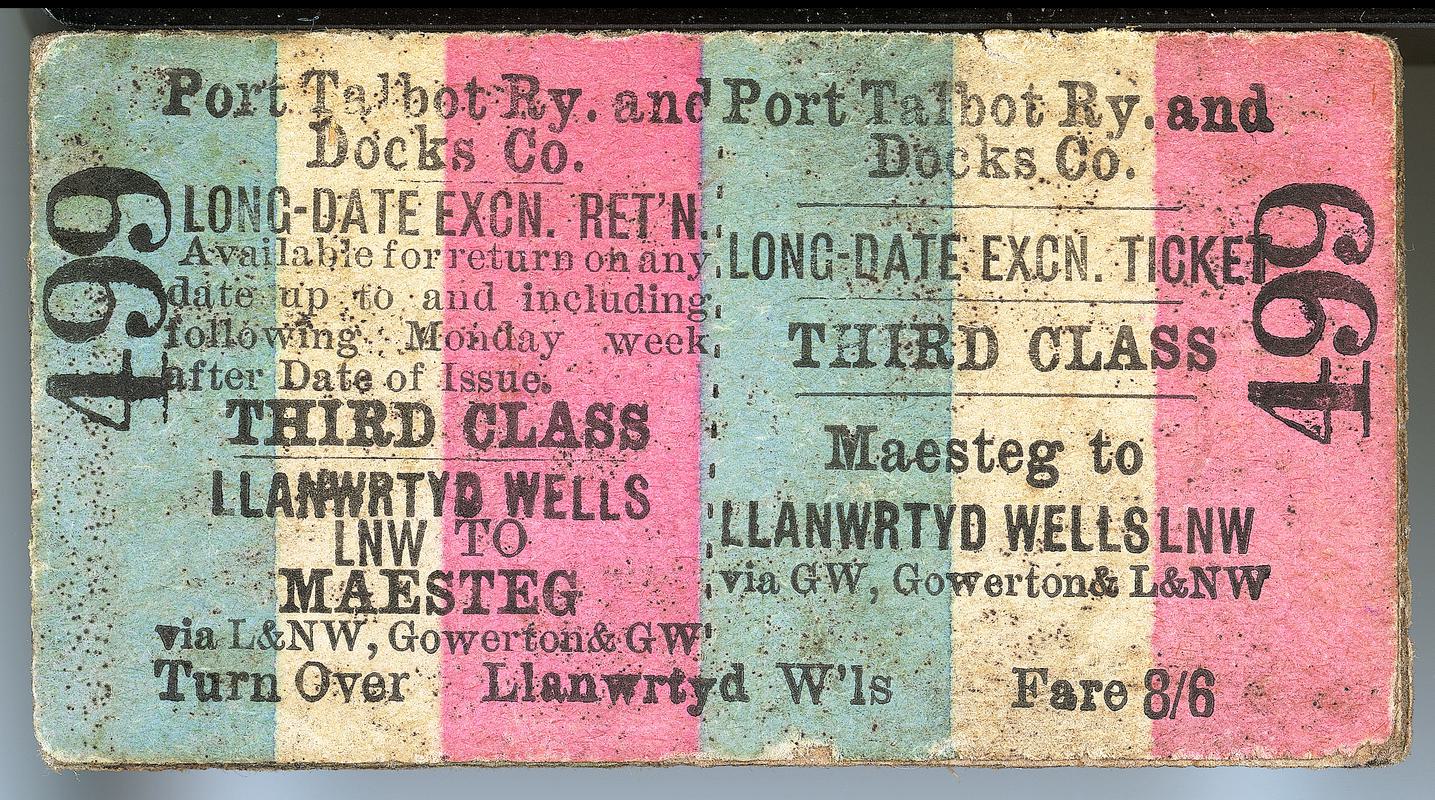 499
Port Talbot Ry. and
Docks Co.
LONG-DATE EXCN. RET'N.
Available for return on any
date up to and including
following Monday week
after Date of Issue.
THIRD CLASS
LLANWRTYD WELLS
LNW TO
MAESTEG
via L&NW, Gowerton & GW
Turn Over
Port Talbot Ry. and
Docks Co.
LONG-DATE EXCN. TICKET
THIRD CLASS
Maesteg to
LLANWRTYD WELLS LNW
via GW, Gowerton & L&NW
Llanwrtyd W'ls Fare 8/6
499